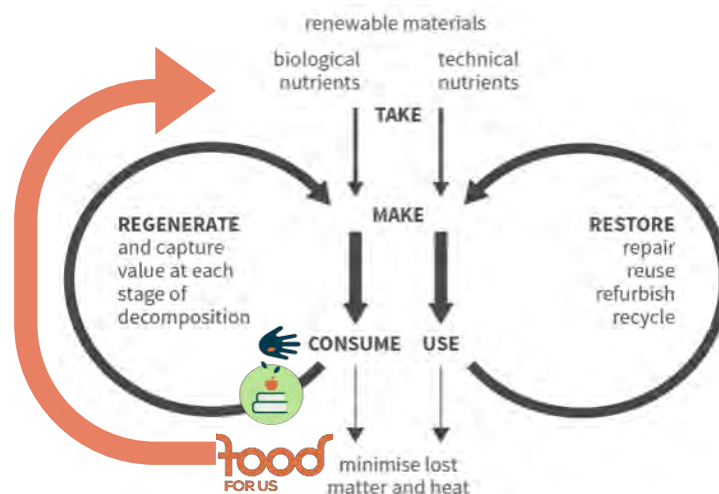 renewable materials
biological
nutrients
technical
nutrients
TAKE
MAKE
REGENERATE
and capture
value at each
stage of
decomposition
RESTORE
repair
reuse
refurbish
recycle
CONSUME
USE
food
FOR US
minimise lost
matter and heat